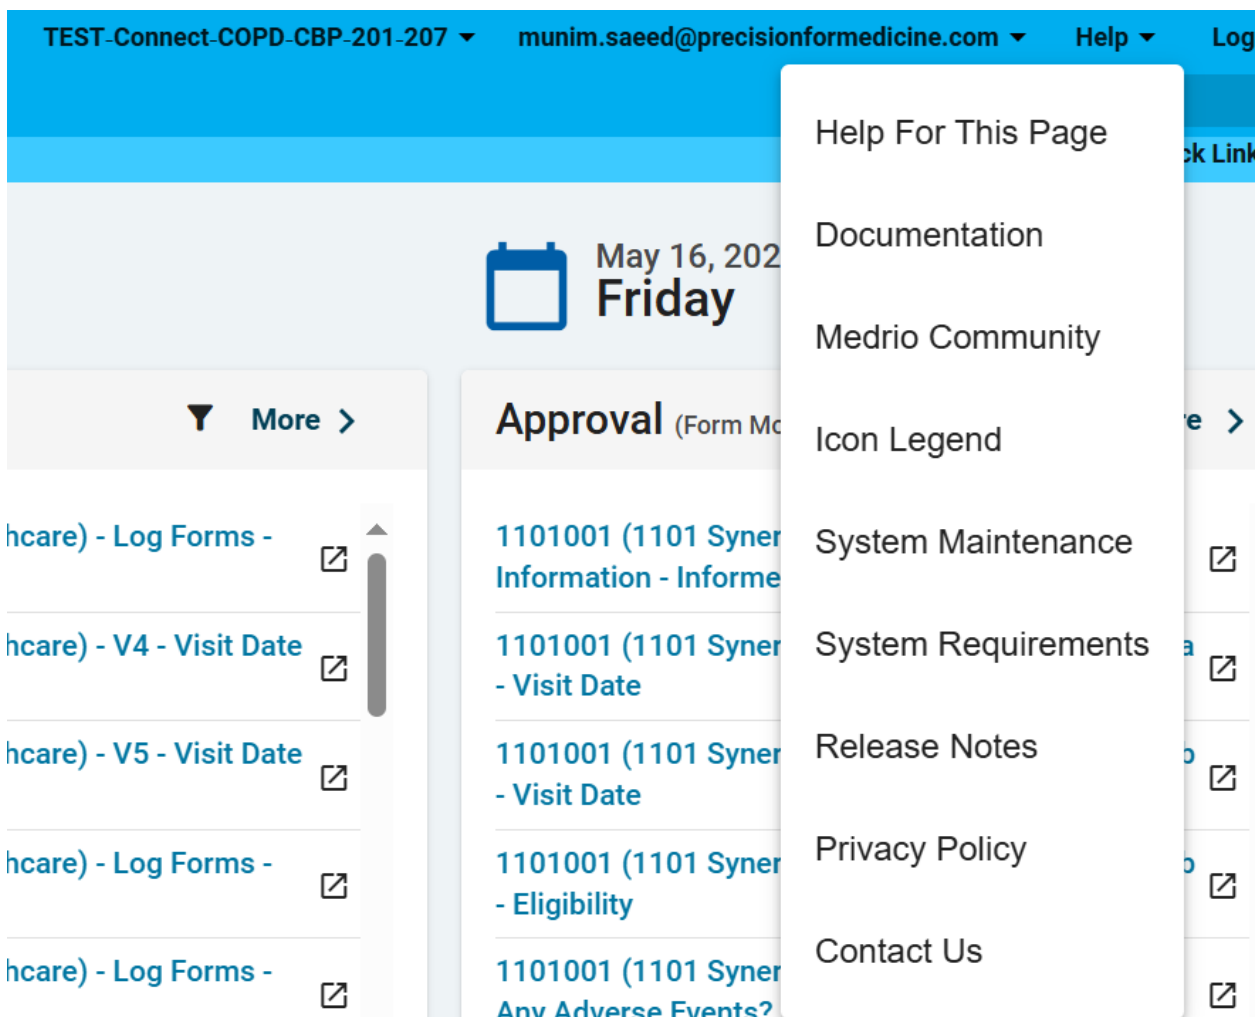 TEST-Connect-COPD-CBP-201-207 munim.saeed@precisionformedicine.com Help Log
Help For This Page
Documentation
Medrio Community
Icon Legend
System Maintenance
System Requirements
Release Notes
Privacy Policy
Contact Us
ck Link
May 16, 202
Friday
More
hcare) - Log Forms -
hcare) - V4 - Visit Date
hcare) - V5 - Visit Date
hcare) - Log Forms -
hcare) - Log Forms -
Approval (Form Mo
re
1101001 (1101 Syner
Information - Informe
1101001 (1101 Syner
- Visit Date
1101001 (1101 Syner
- Visit Date
1101001 (1101 Syner
- Eligibility
1101001 (1101 Syner
Any Adverse Events?